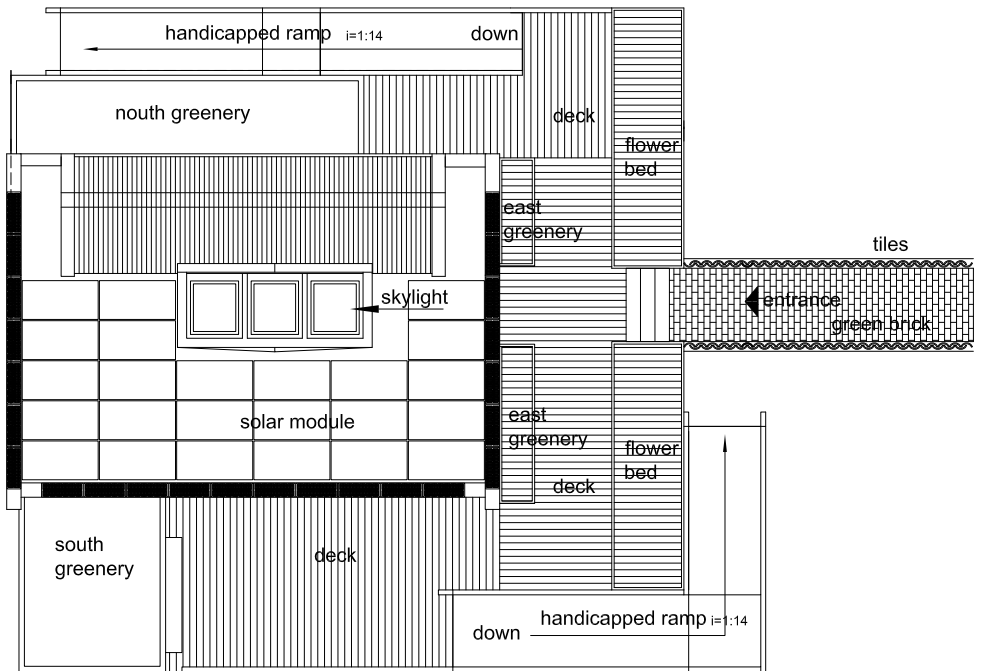 handicapped ramp i=1:14 down
nouth greenery
deck
flower
bed
east
greenery
tiles
skylight
entrance
green brick
solar module
east
greenery
flower
bed
deck
south
greenery
deck
handicapped ramp i=1:14
down